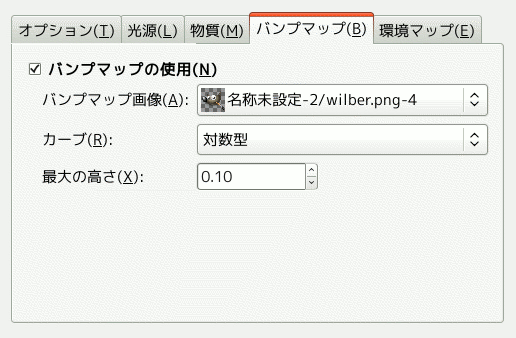 オプション(T) 光源(L) 物質(M) バンプマップ(B) 環境マップ(E)
バンプマップの使用(N)
バンプマップ画像(A): 名称未設定-2/wilber.png-4
カーブ(R): 対数型
最大の高さ(X): 0.10